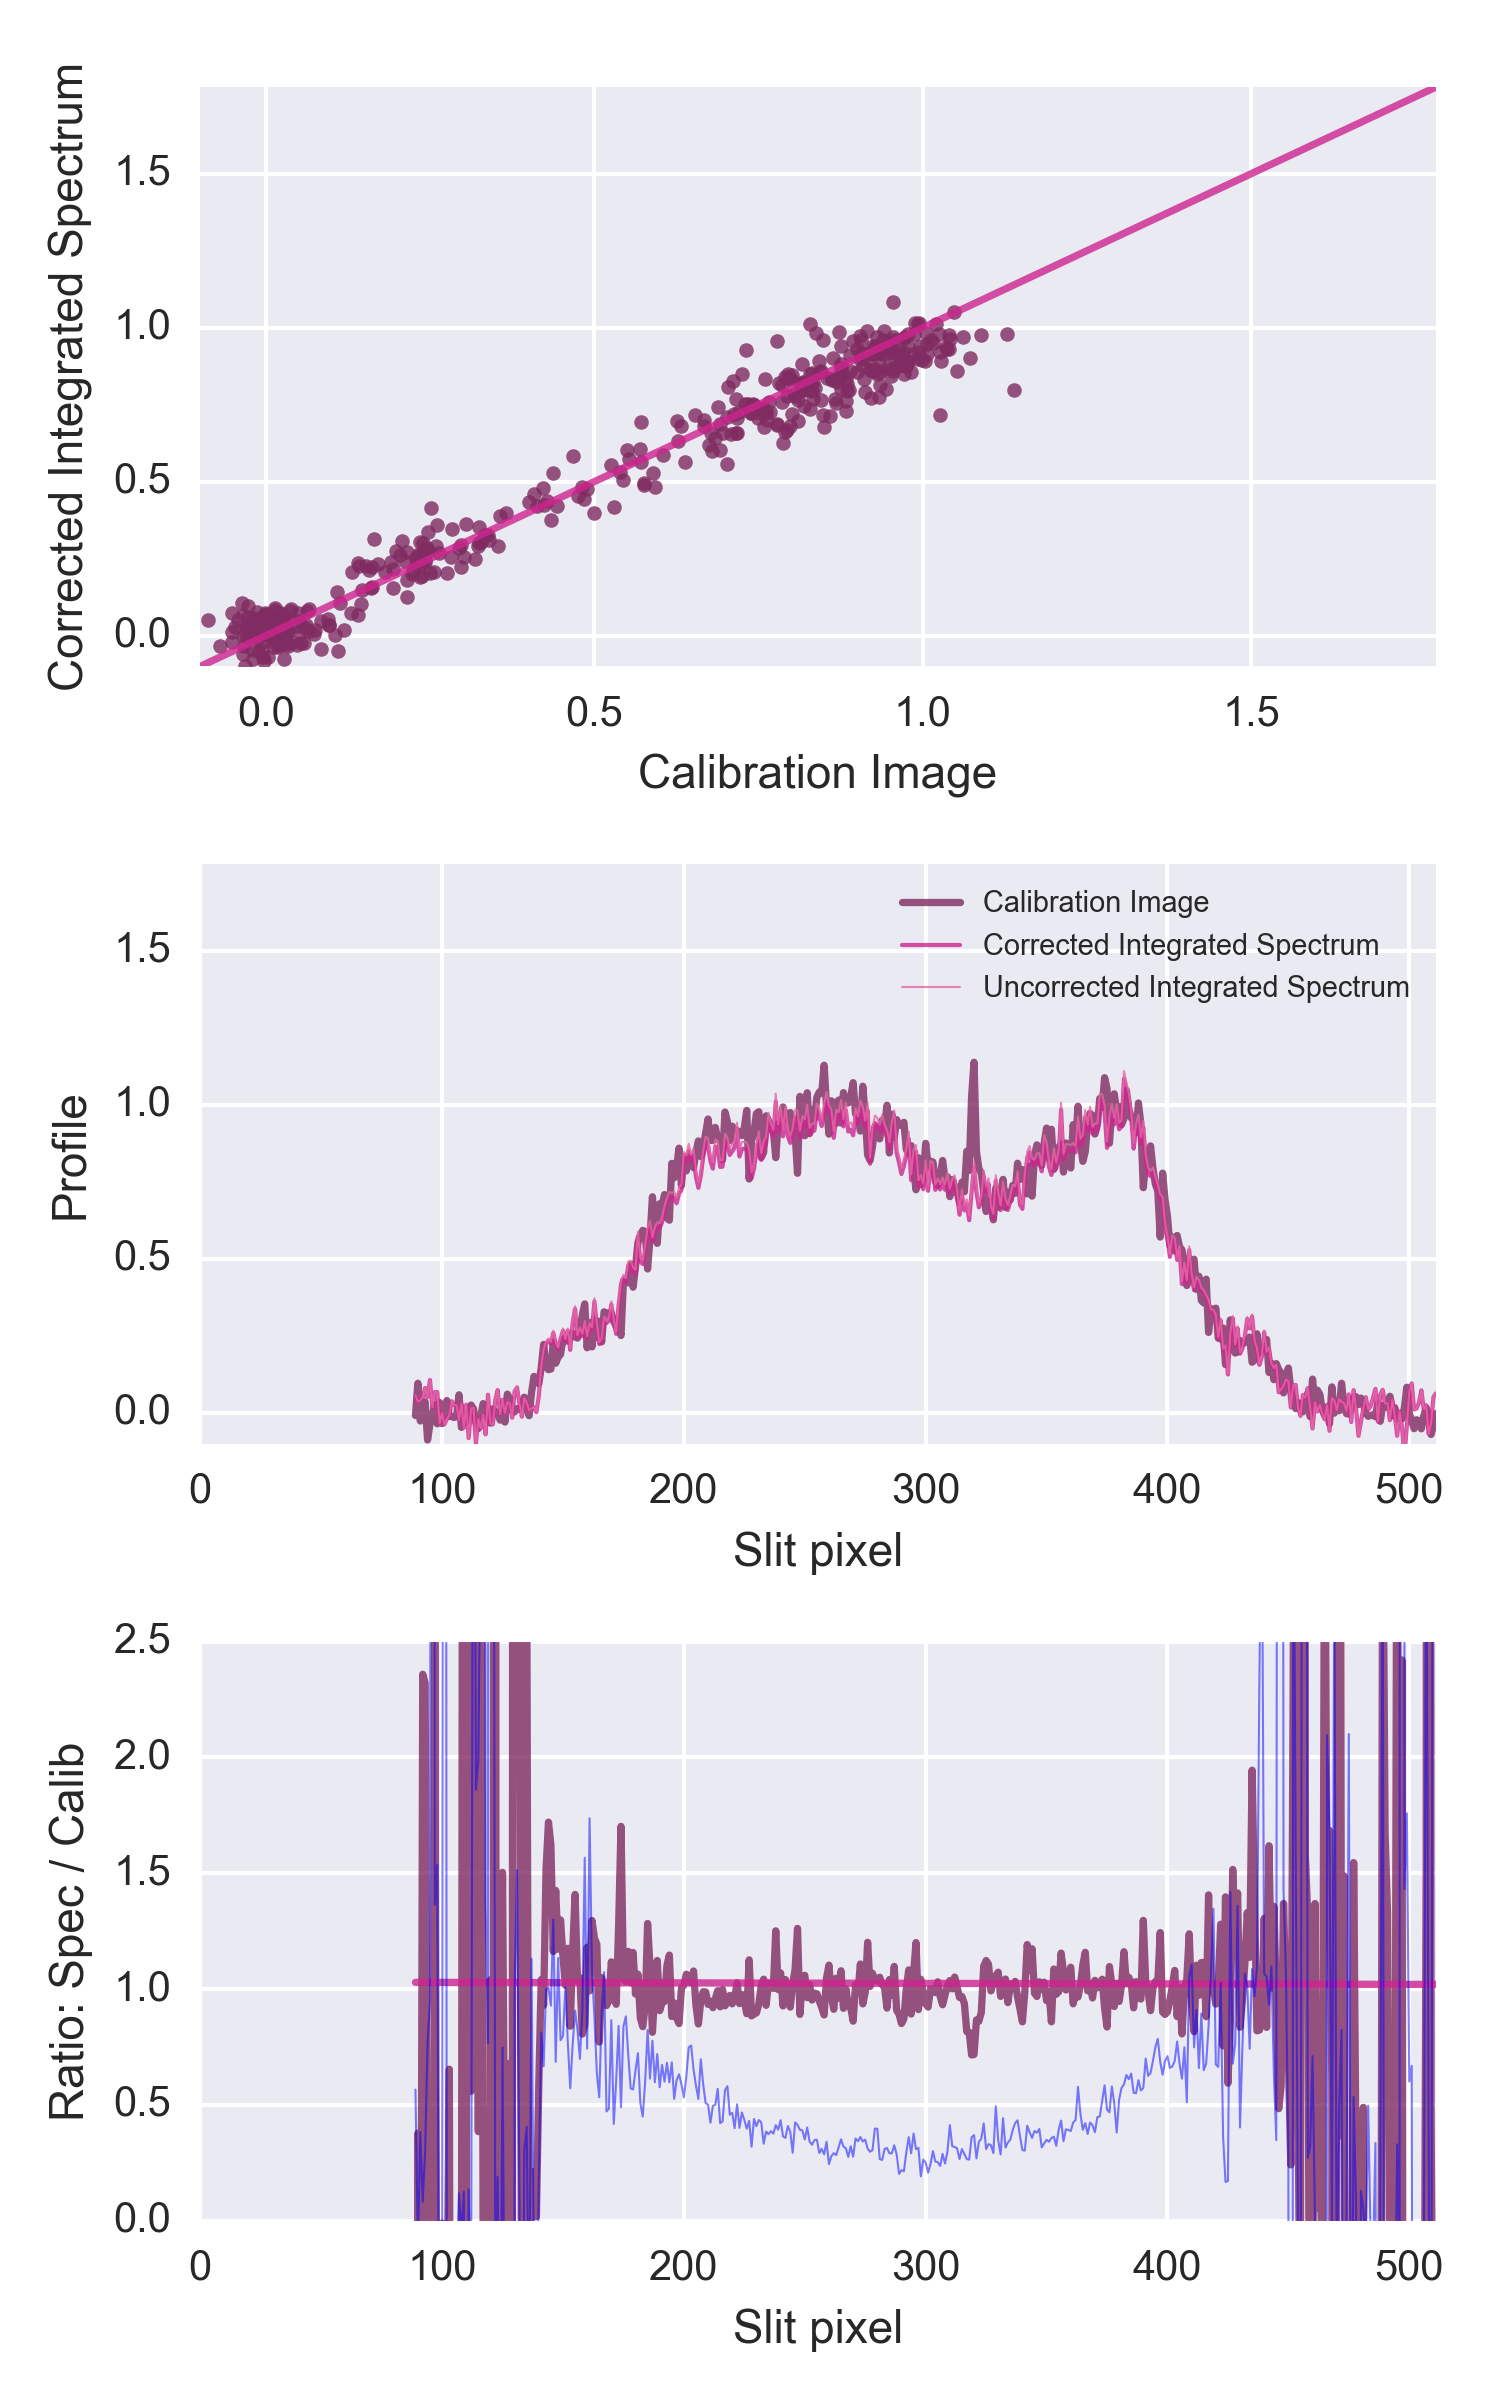 Corrected Integrated Spectrum
1.5
1.0
0.5
0.0
0.0 0.5 1.0 1.5
Calibration Image
Calibration Image
Corrected Integrated Spectrum
Uncorrected Integrated Spectrum
Profile
1.5
1.0
0.5
0.0
0 100 200 300 400 500
Slit pixel
Ratio: Spec / Calib
2.5
2.0
1.5
1.0
0.5
0.0
0 100 200 300 400 500
Slit pixel